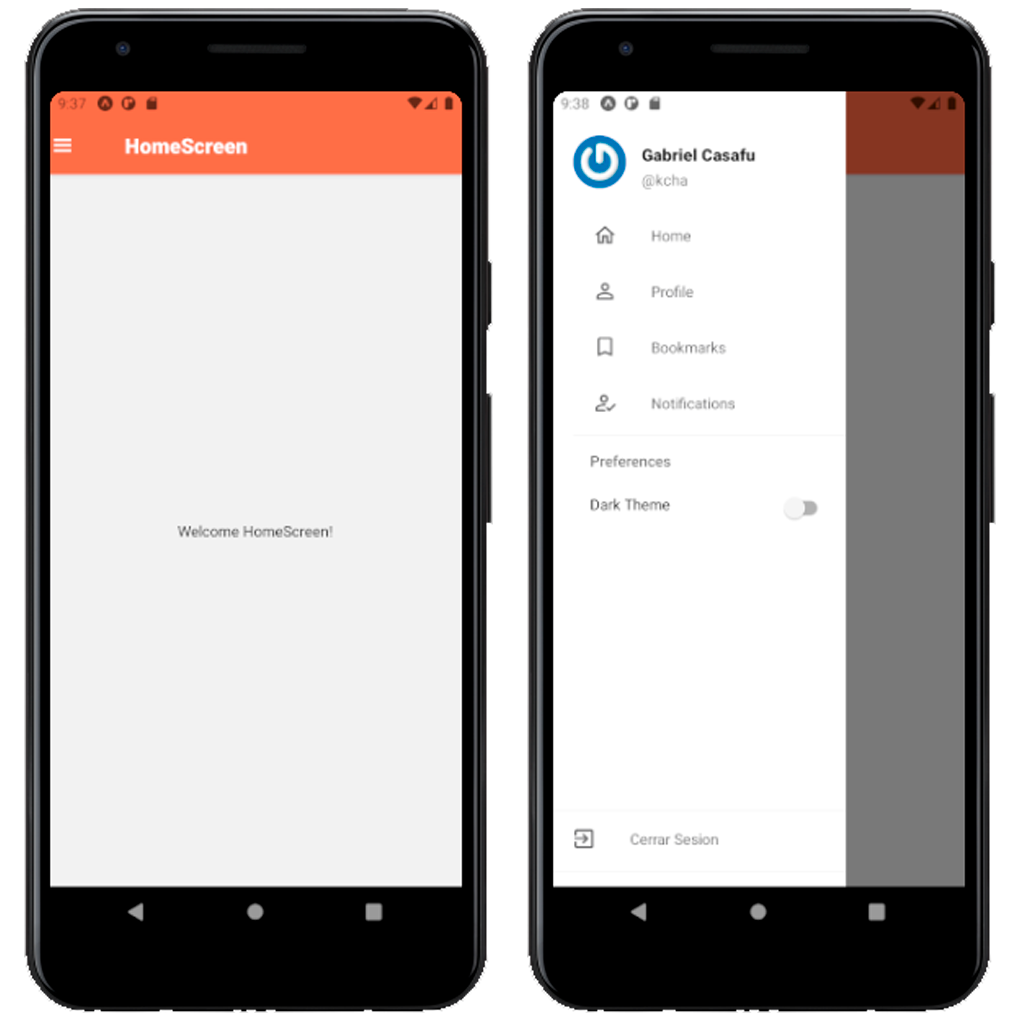 9:37
HomeScreen
Welcome HomeScreen!
9:38
Gabriel Casafu
@kcha
Home
Profile
Bookmarks
Notifications
Preferences
Dark Theme
Cerrar Sesion